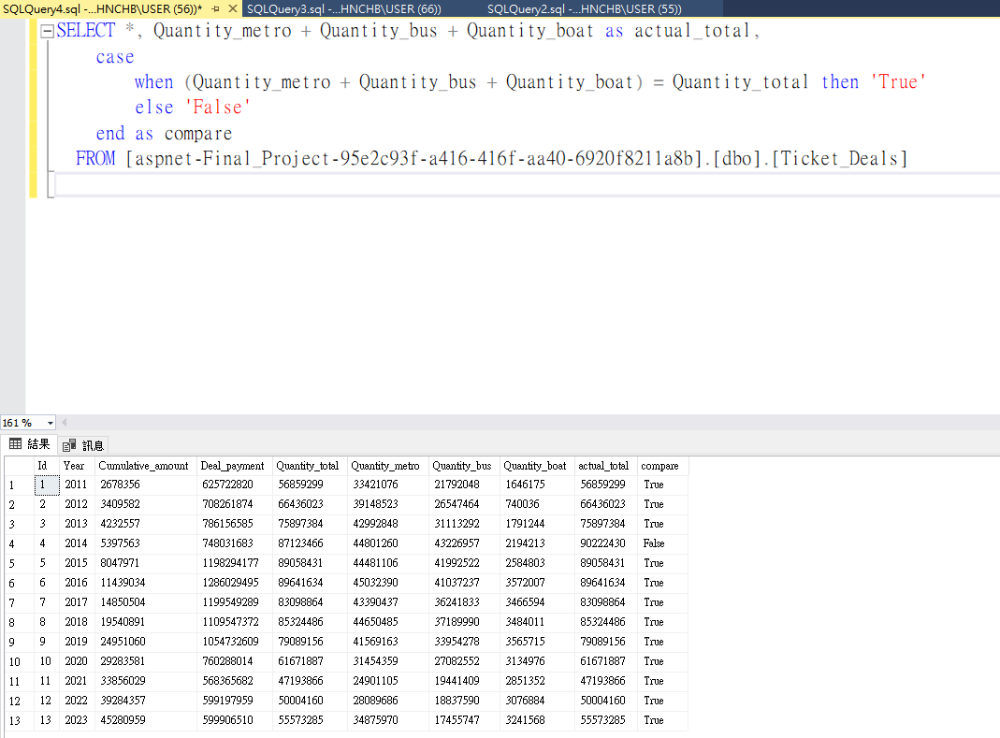 SQLQuery4.sql -...HNCHB\USER (56))* SQLQuery3.sql -...HNCHB\USER (66)) SQLQuery2.sql -...HNCHB\USER (55))
SELECT *, Quantity_metro + Quantity_bus + Quantity_boat as actual_total,
case
when (Quantity_metro + Quantity_bus + Quantity_boat) = Quantity_total then 'True'
else 'False'
end as compare
FROM [aspnet-Final_Project-95e2c93f-a416-416f-aa40-6920f8211a8b].[dbo].[Ticket_Deals]
161 %
結果 訊息
Id Year Cumulative_amount Deal_payment Quantity_total Quantity_metro Quantity_bus Quantity_boat actual_total compare
1 1 2011 2678356 625722820 56859299 33421076 21792048 1646175 56859299 True
2 2 2012 3409582 708261874 66436023 39148523 26547464 740036 66436023 True
3 3 2013 4232557 786156585 75897384 42992848 31113292 1791244 75897384 True
4 4 2014 5397563 748031683 87123466 44801260 43226957 2194213 90222430 False
5 5 2015 8047971 1198294177 89058431 44481106 41992522 2584803 89058431 True
6 6 2016 11439034 1286029495 89641634 45032390 41037237 3572007 89641634 True
7 7 2017 14850504 1199549289 83098864 43390437 36241833 3466594 83098864 True
8 8 2018 19540891 1109547372 85324486 44650485 37189990 3484011 85324486 True
9 9 2019 24951060 1054732609 79089156 41569163 33954278 3565715 79089156 True
10 10 2020 29283581 760288014 61671887 31454359 27082552 3134976 61671887 True
11 11 2021 33856029 568365682 47193866 24901105 19441409 2851352 47193866 True
12 12 2022 39284357 599197959 50004160 28089686 18837590 3076884 50004160 True
13 13 2023 45280959 599906510 55573285 34875970 17455747 3241568 55573285 True